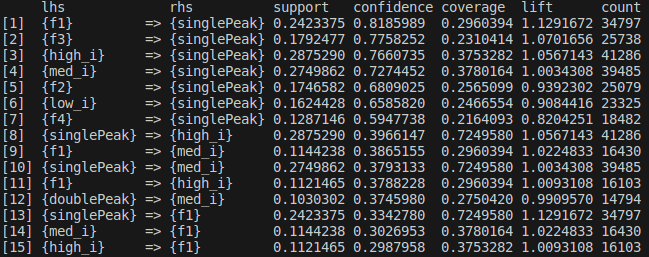 lhs rhs support confidence coverage lift count
[1] {f1} => {singlePeak} 0.2423375 0.8185989 0.2960394 1.1291672 34797
[2] {f3} => {singlePeak} 0.1792477 0.7758252 0.2310414 1.0701656 25738
[3] {high_i} => {singlePeak} 0.2875290 0.7660735 0.3753282 1.0567143 41286
[4] {med_i} => {singlePeak} 0.2749862 0.7274452 0.3780164 1.0034308 39485
[5] {f2} => {singlePeak} 0.1746582 0.6809025 0.2565099 0.9392302 25079
[6] {low_i} => {singlePeak} 0.1624428 0.6585820 0.2466554 0.9084416 23325
[7] {f4} => {singlePeak} 0.1287146 0.5947738 0.2164093 0.8204251 18482
[8] {singlePeak} => {high_i} 0.2875290 0.3966147 0.7249580 1.0567143 41286
[9] {f1} => {med_i} 0.1144238 0.3865155 0.2960394 1.0224833 16430
[10] {singlePeak} => {med_i} 0.2749862 0.3793133 0.7249580 1.0034308 39485
[11] {f1} => {high_i} 0.1121465 0.3788228 0.2960394 1.0093108 16103
[12] {doublePeak} => {med_i} 0.1030302 0.3745980 0.2750420 0.9909570 14794
[13] {singlePeak} => {f1} 0.2423375 0.3342780 0.7249580 1.1291672 34797
[14] {med_i} => {f1} 0.1144238 0.3026953 0.3780164 1.0224833 16430
[15] {high_i} => {f1} 0.1121465 0.2987958 0.3753282 1.0093108 16103